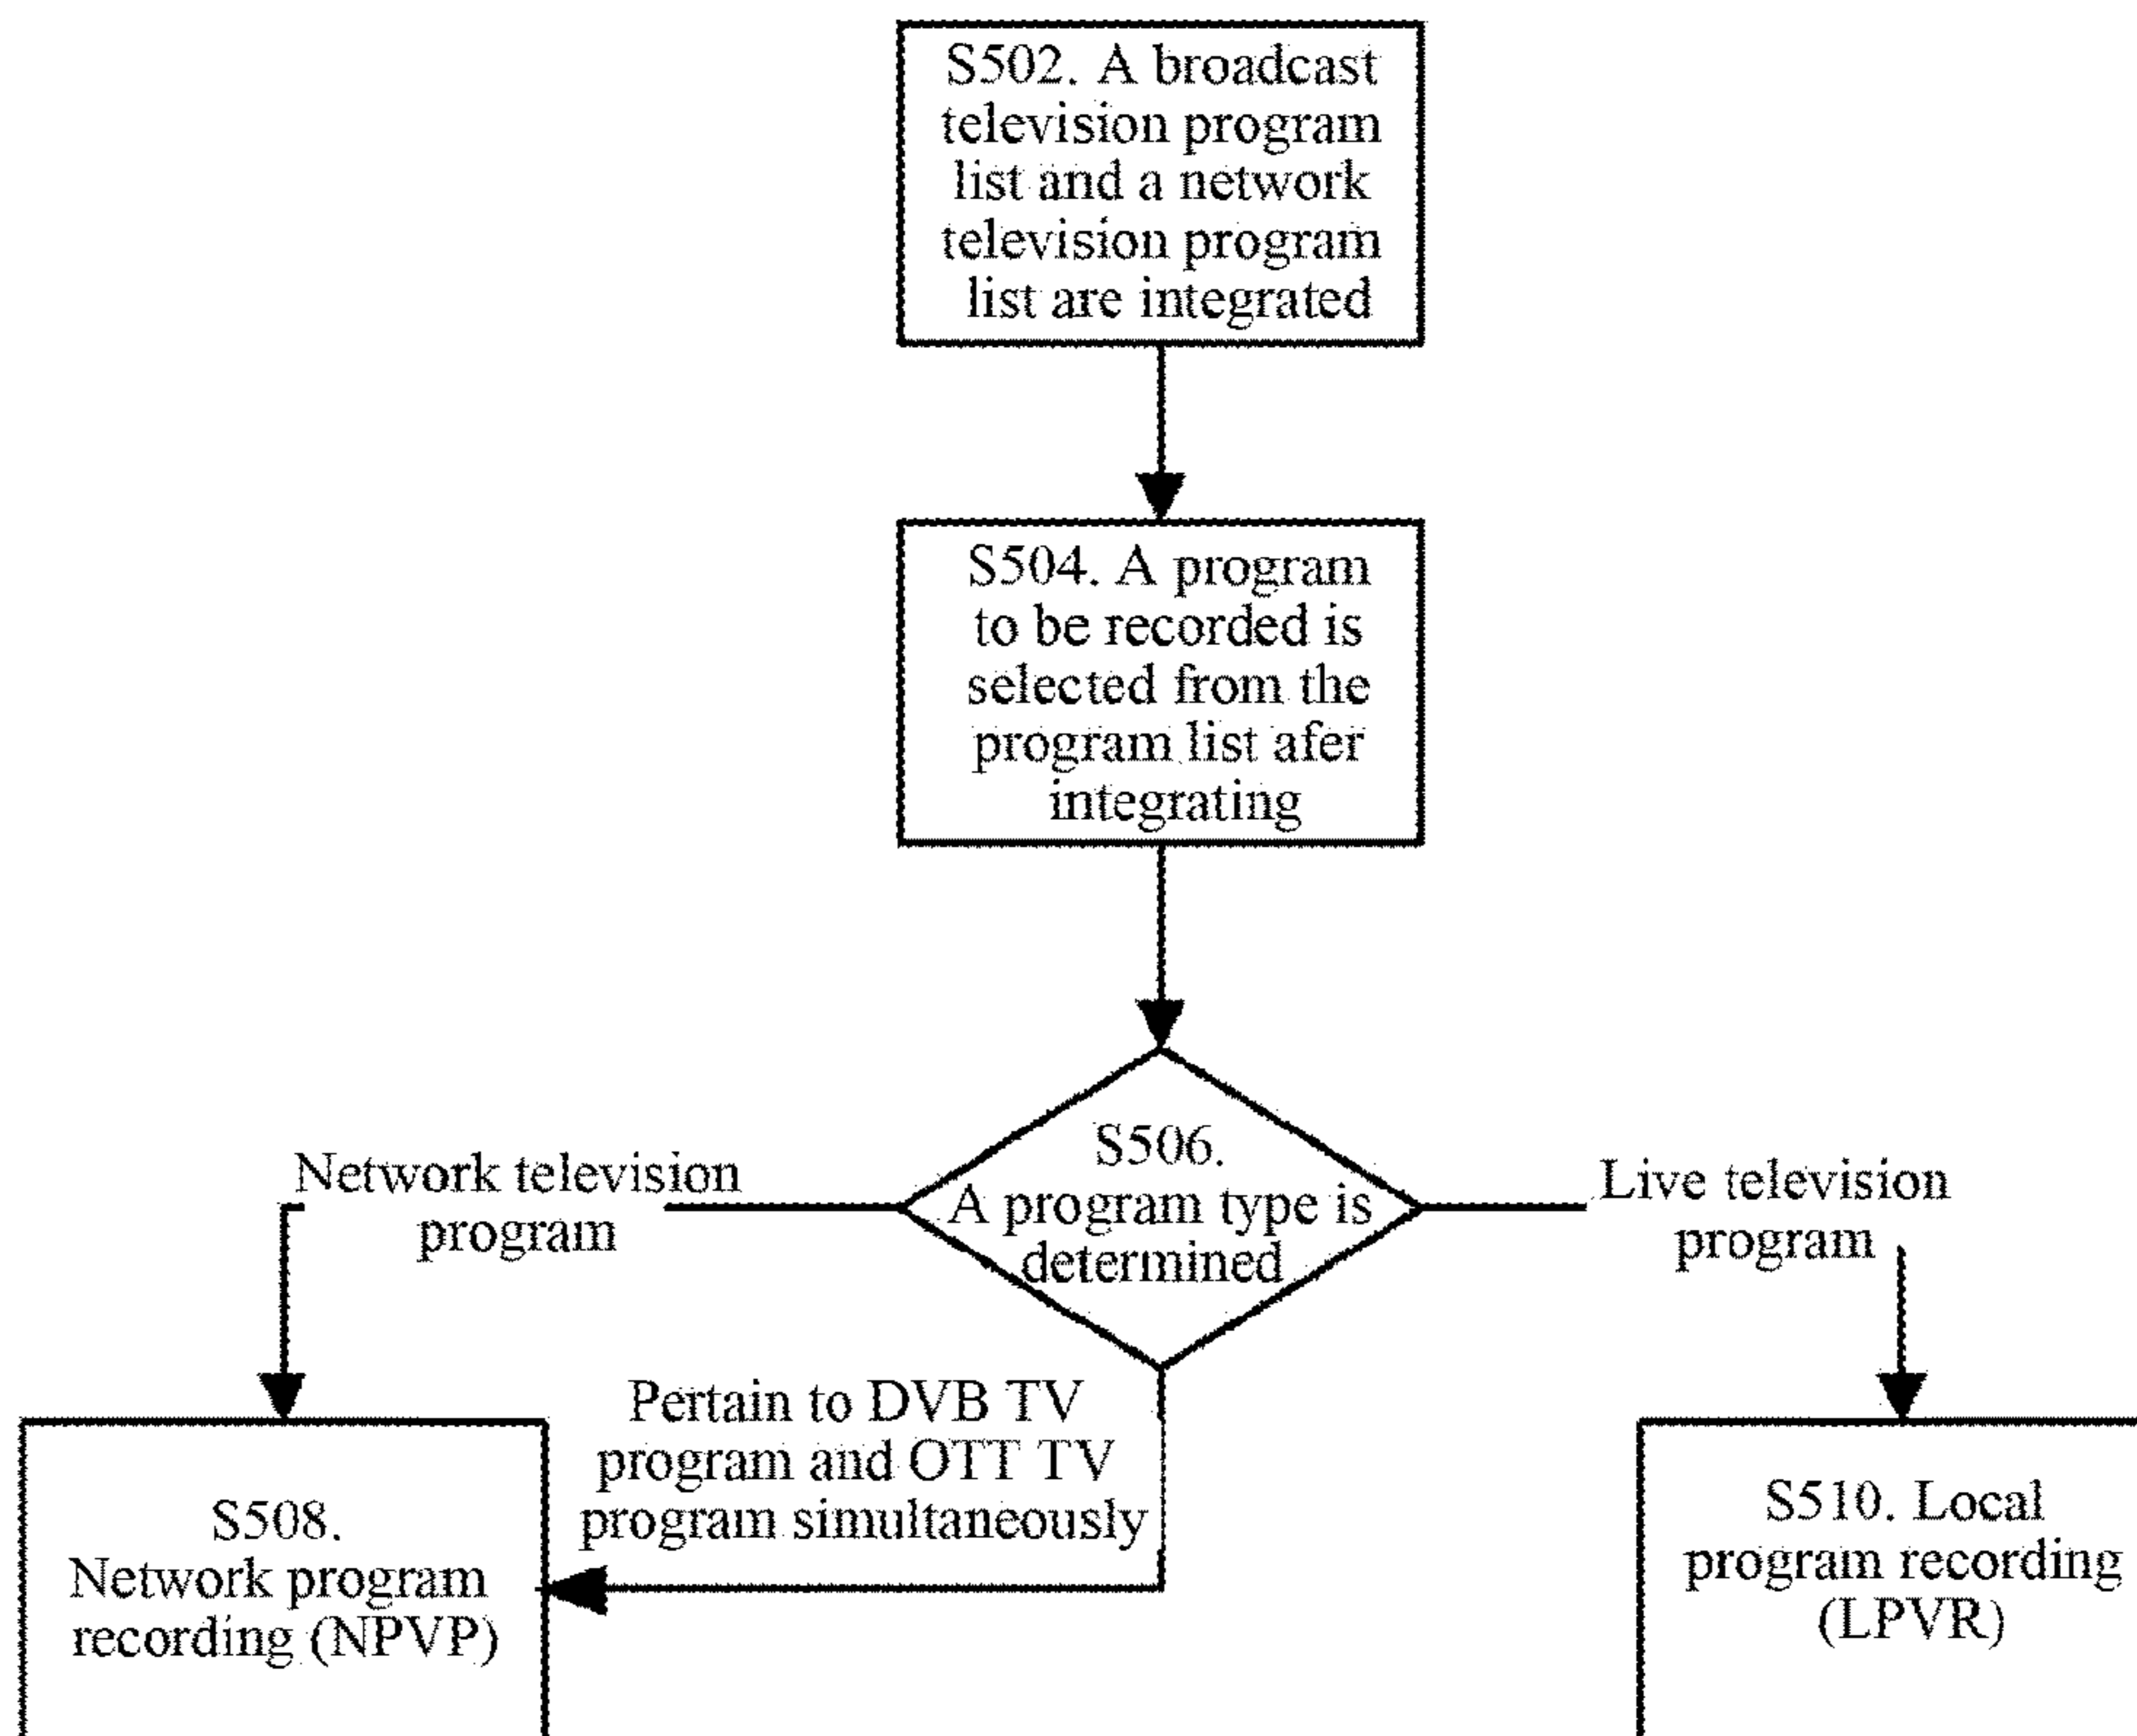 S502. A broadcast
television program
list and a network
television program
list are integrated
S504. A program
to be recorded is
selected from the
program list afer
integrating
S506.
A program type is
determined
Network television
program
Live television
program
Pertain to DVB TV
program and OTT TV
program simultaneously
S508.
Network program
recording (NPVP)
S510. Local
program recording
(LPVR)